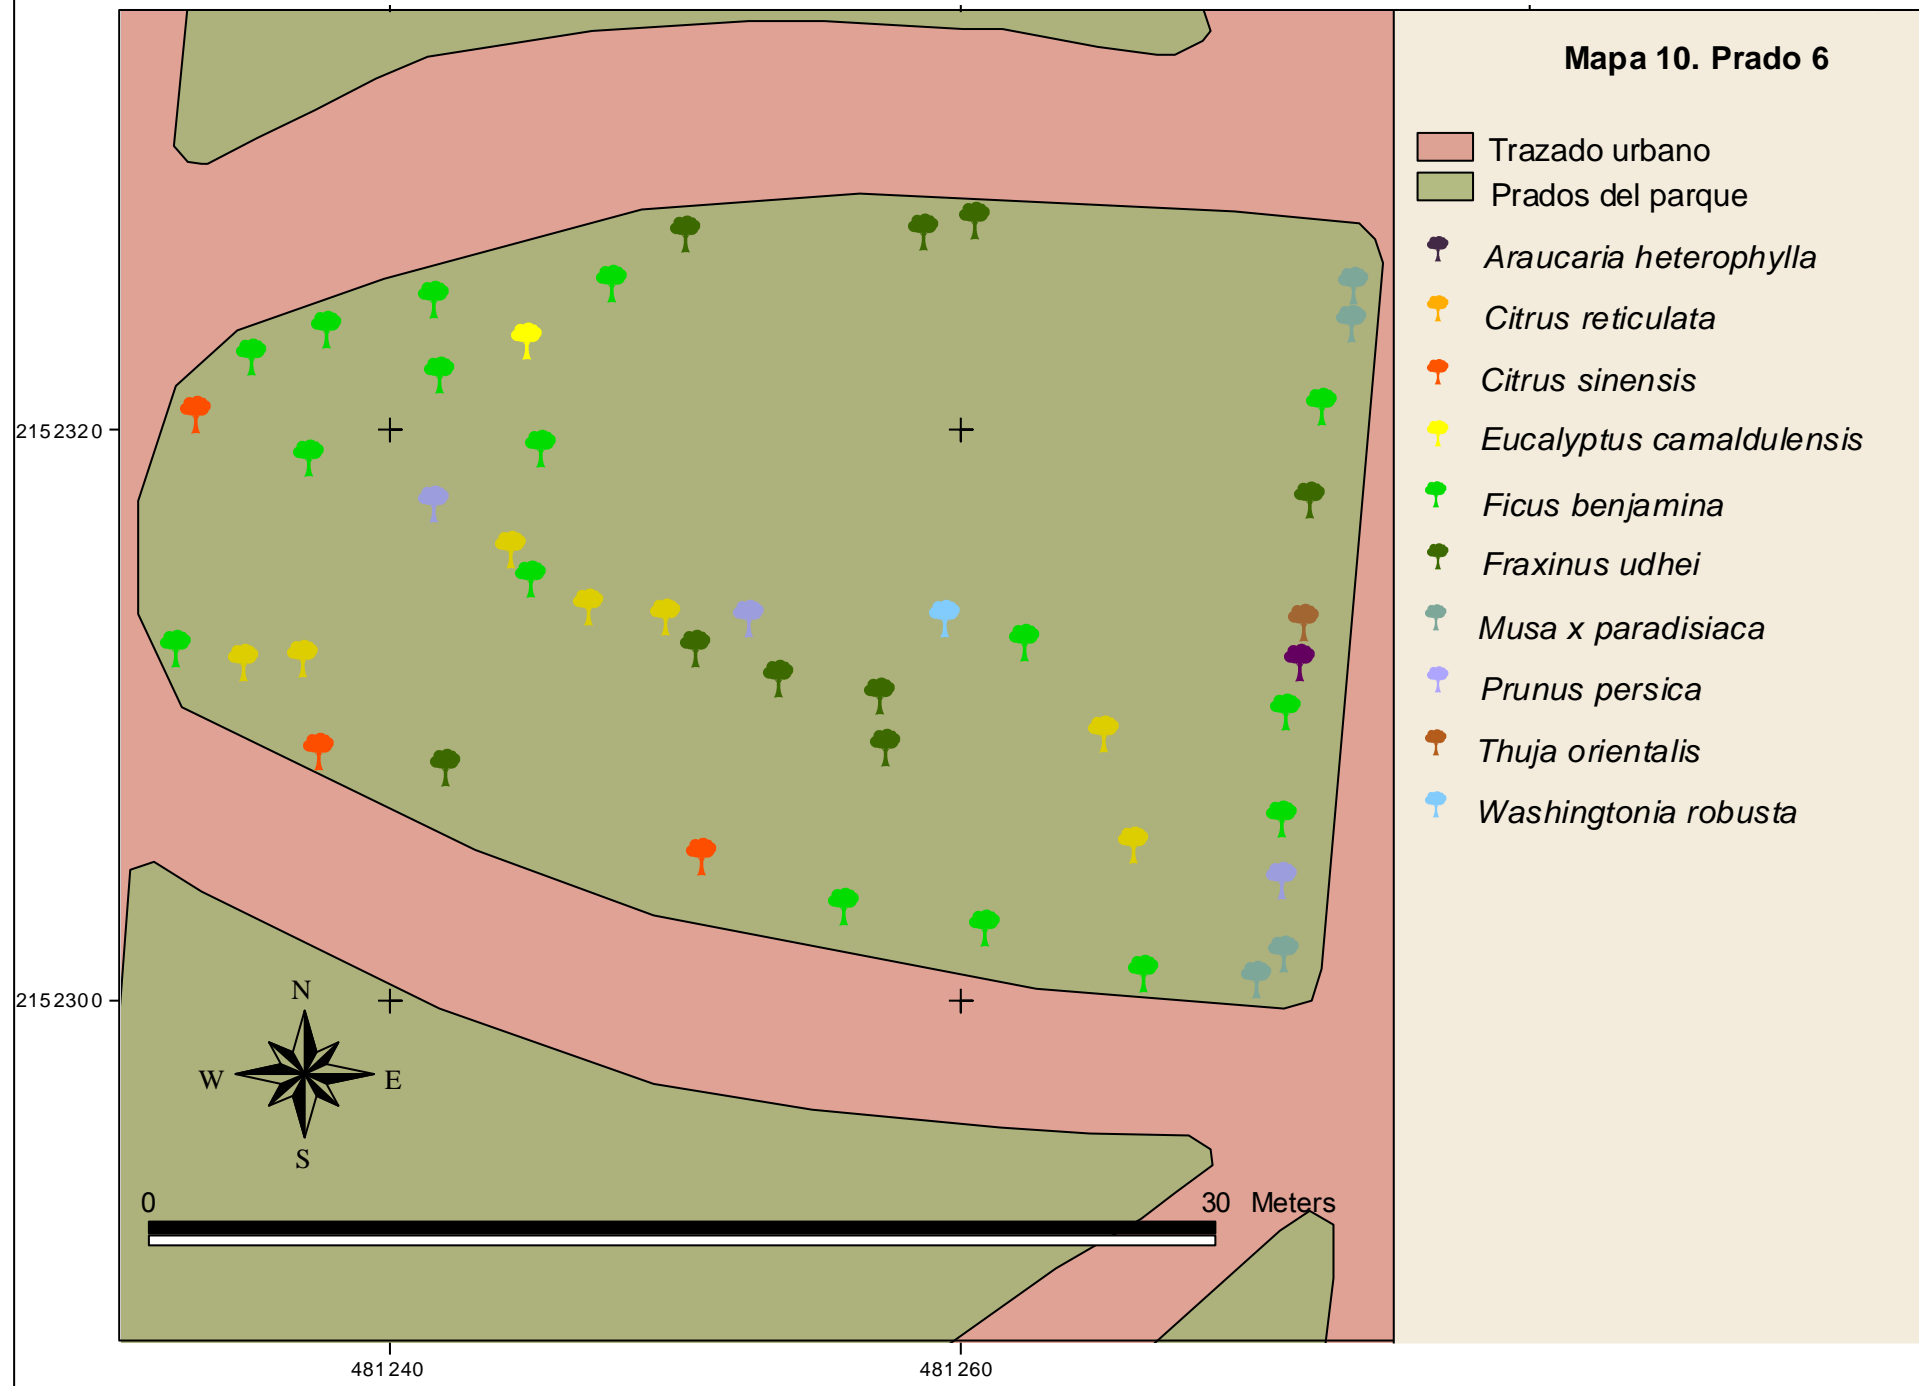 Mapa 10. Prado 6
Trazado urbano
Prados del parque
Araucaria heterophylla
Citrus reticulata
Citrus sinensis
Eucalyptus camaldulensis
Ficus benjamina
Fraxinus udhei
Musa x paradisiaca
Prunus persica
Thuja orientalis
Washingtonia robusta
2152320
2152300
N
W E
S
0 30 Meters
481240 481260